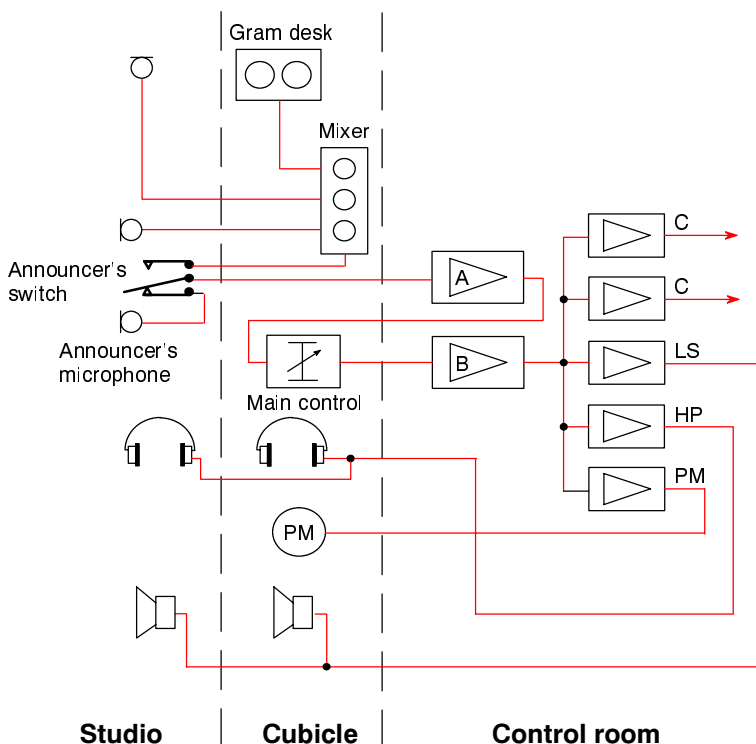 Gram desk
Mixer
C
Announcer's
switch
A
C
Announcer's
microphone
B
LS
Main control
HP
PM
PM
Studio
Cubicle
Control room